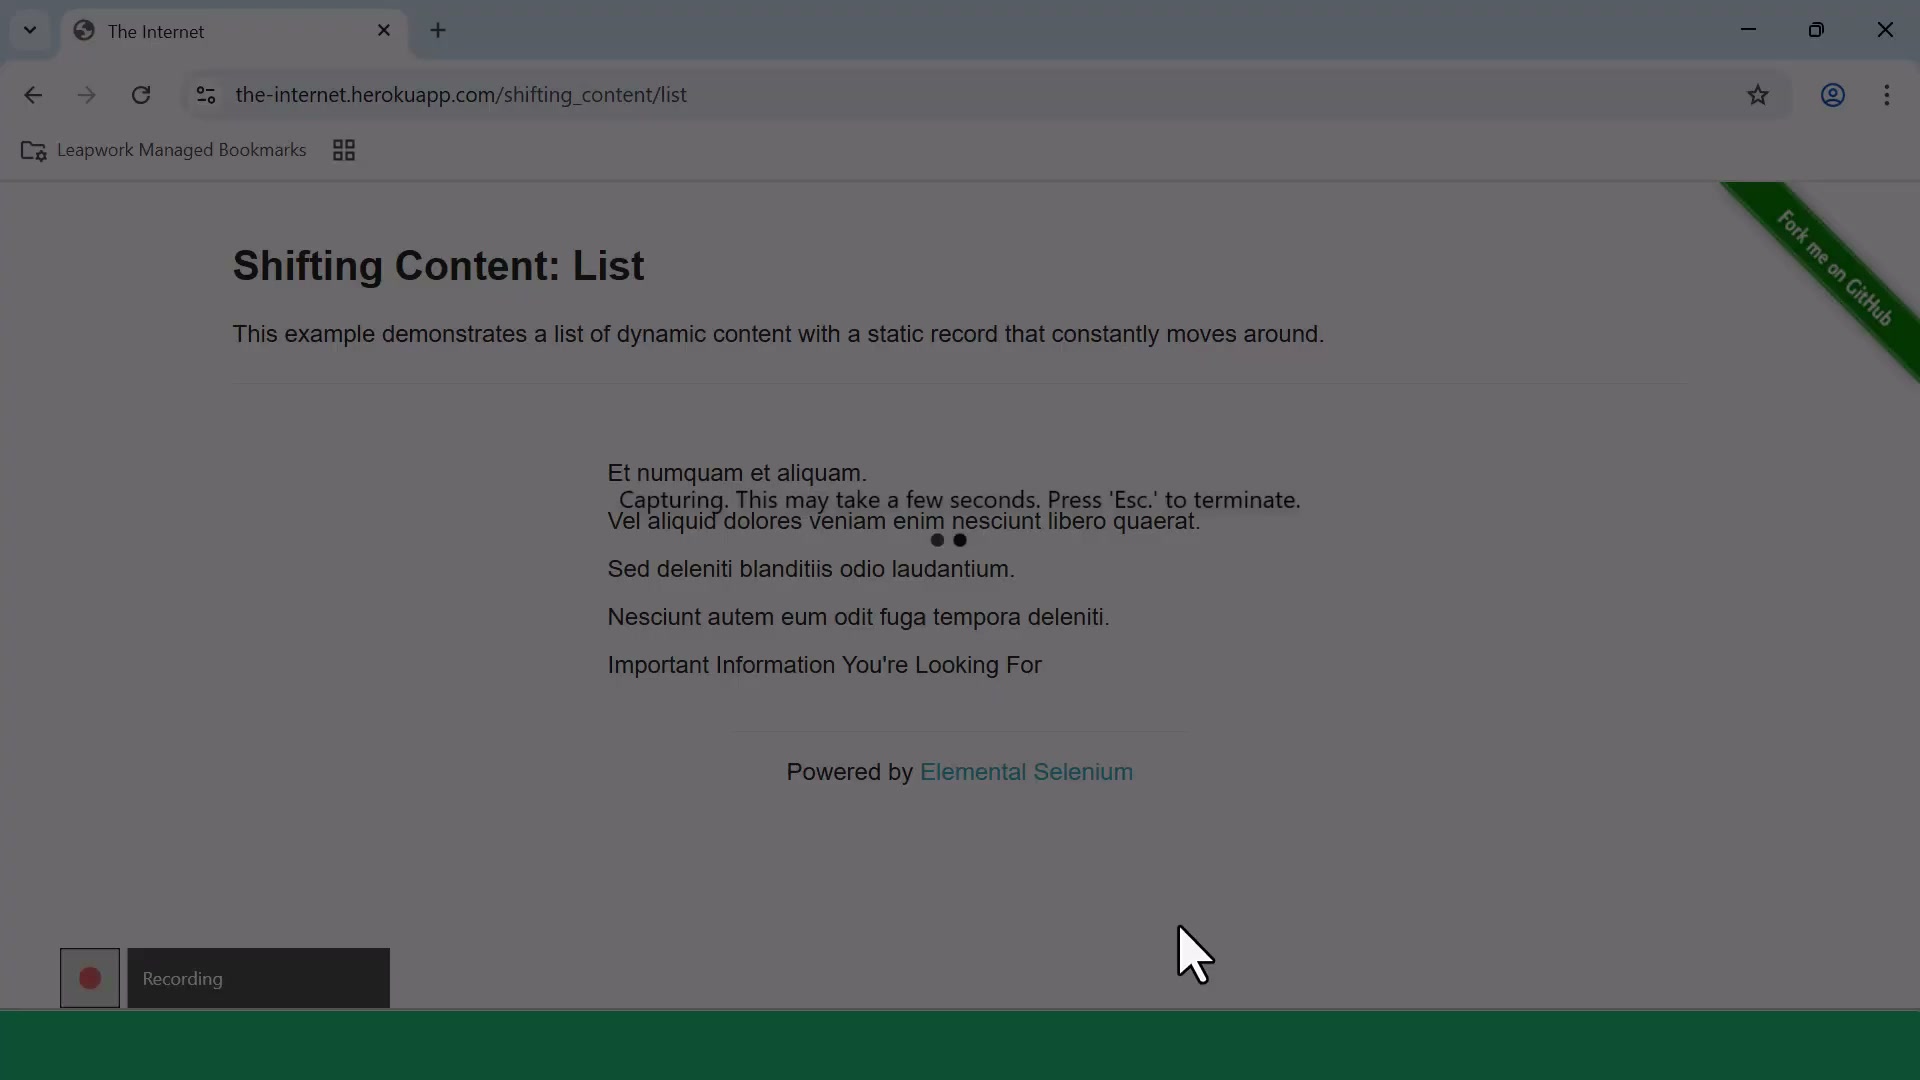 The Internet
the-internet.herokuapp.com/shifting_content/list
Leapwork Managed Bookmarks
Fork me on GitHub
Shifting Content: List
This example demonstrates a list of dynamic content with a static record that constantly moves around.
Et numquam et aliquam.
Capturing. This may take a few seconds. Press 'Esc.' to terminate.
Vel aliquid dolores veniam enim nesciunt libero quaerat.
Sed deleniti blanditiis odio laudantium.
Nesciunt autem eum odit fuga tempora deleniti.
Important Information You're Looking For
Powered by Elemental Selenium
Recording